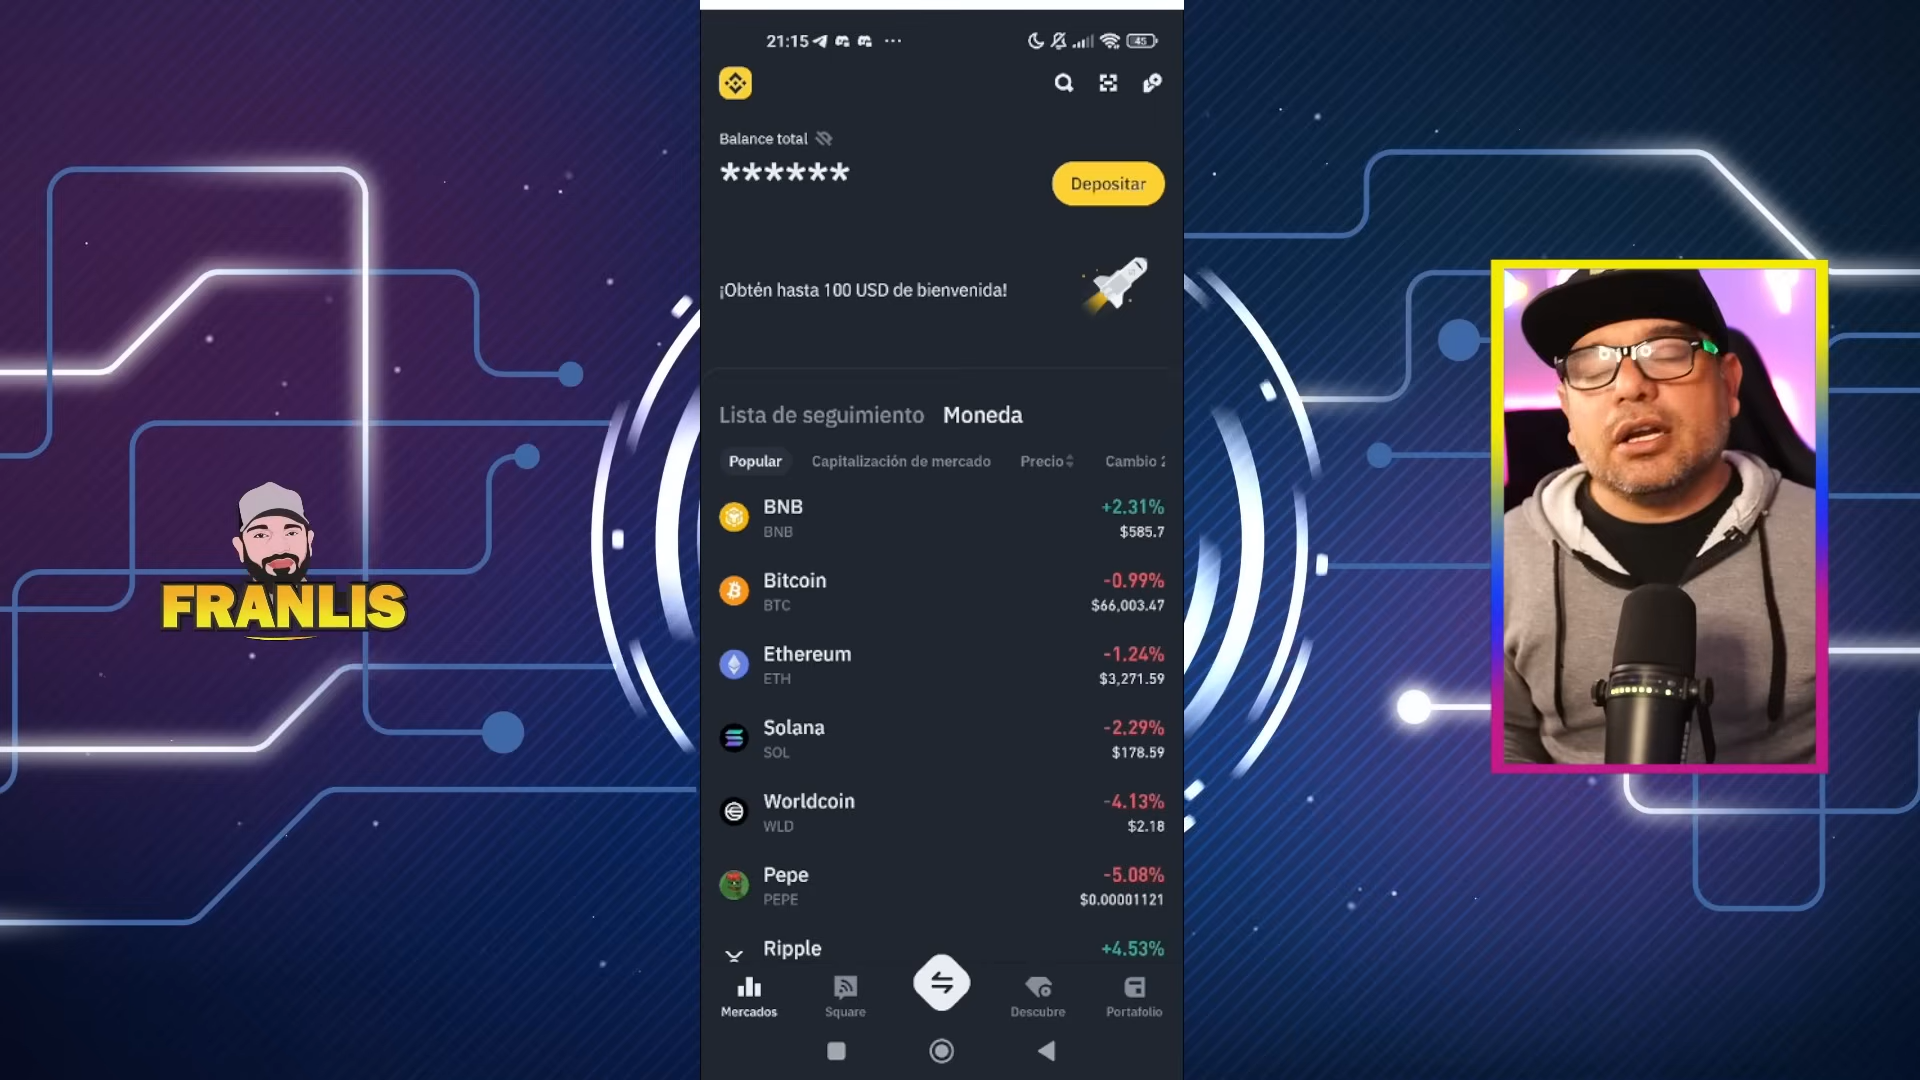 21:15
45
Balance total
******
Depositar
¡Obtén hasta 100 USD de bienvenida!
Lista de seguimiento Moneda
Popular Capitalización de mercado Precio Cambio 2
BNB +2.31%
BNB $585.7
Bitcoin -0.99%
BTC $66,003.47
Ethereum -1.24%
ETH $3,271.59
Solana -2.29%
SOL $178.59
Worldcoin -4.13%
WLD $2.18
Pepe -5.08%
PEPE $0.00001121
Ripple +4.53%
Mercados Square Descubre Portafolio
FRANLIS